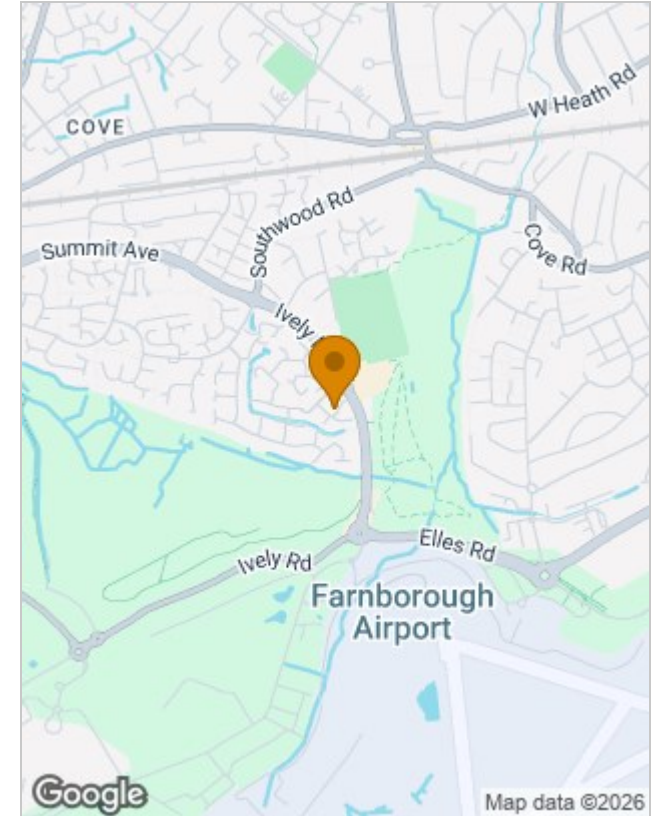 W Heath Rd
COVE
Southwood Rd
Cove Rd
Summit Ave
Ively
Elles Rd
Ively Rd
Farnborough
Airport
Google
Map data ©2026